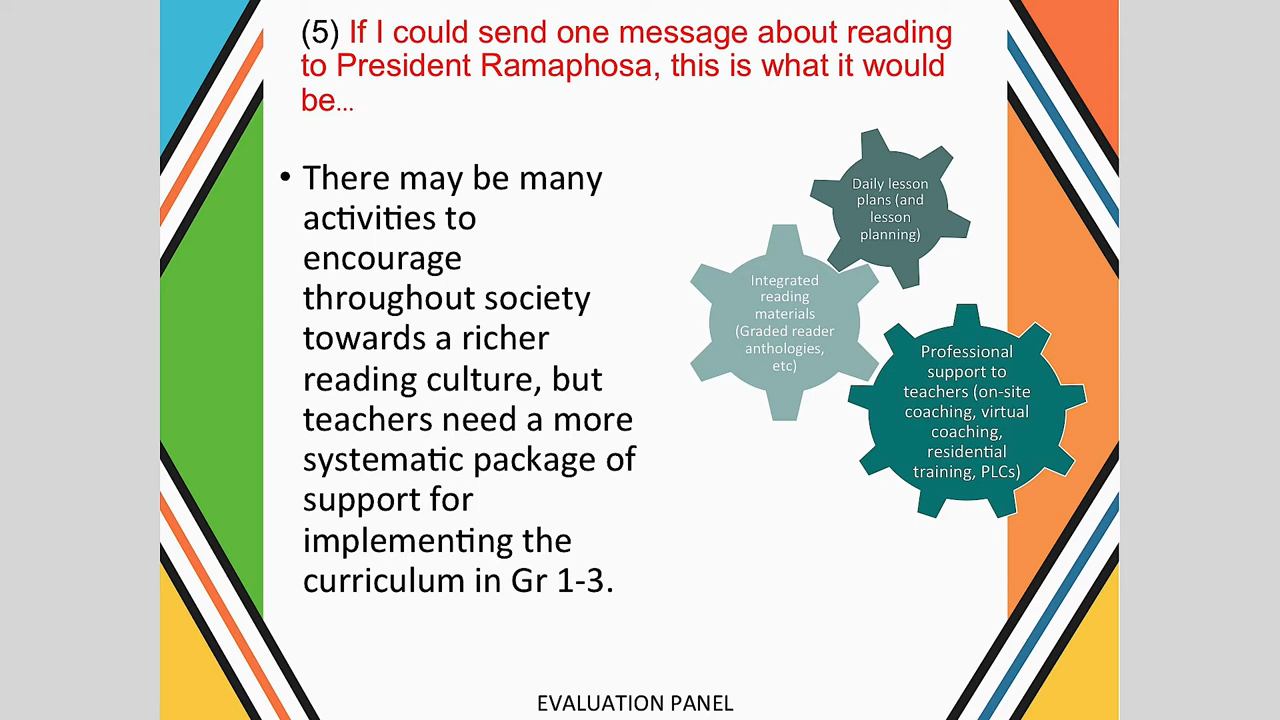 (5) If I could send one message about reading
to President Ramaphosa, this is what it would
be...
• There may be many
activities to
encourage
throughout society
towards a richer
reading culture, but
teachers need a more
systematic package of
support for
implementing the
curriculum in Gr 1-3.
Daily lesson
plans (and
lesson
planning)
Integrated
reading
materials
(Graded reader
anthologies,
etc)
Professional
support to
teachers (on-site
coaching, virtual
coaching,
residential
training, PLCs)
EVALUATION PANEL